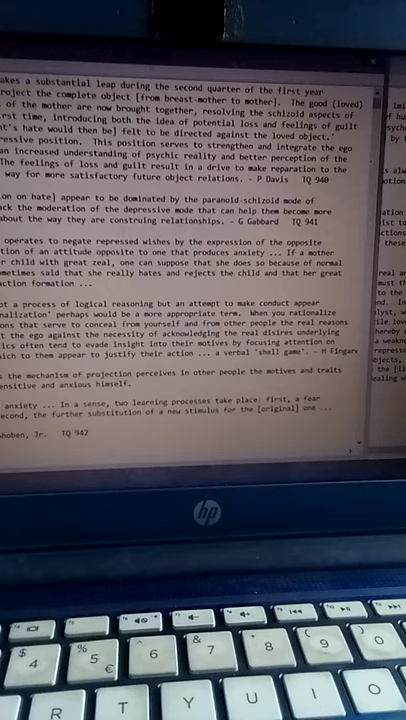 akes a substantial leap during the second quarter of the first year
roject the complete object [from breast-mother to mother]. The good (loved)
of the mother are now brought together, resolving the schizoid aspects of
rst time, introducing both the idea of potential loss and feelings of guilt
nt's hate would then be] felt to be directed against the loved object.'
ressive position. This position serves to strengthen and integrate the ego
an increased understanding of psychic reality and better perception of the
The feelings of loss and guilt result in a drive to make reparation to the
way for more satisfactory future object relations. - P Davis TQ 940
on on hate] appear to be dominated by the paranoid-schizoid mode of
ck the moderation of the depressive mode that can help them become more
about the way they are construing relationships. - G Gabbard TQ 941
operates to negate repressed wishes by the expression of the opposite
tion of an attitude opposite to one that produces anxiety ... If a mother
er child with great zeal, one can suppose that she does so because of normal
ometimes said that she really hates and rejects the child and that her great
action formation ...
ot a process of logical reasoning but an attempt to make conduct appear
nalization' perhaps would be a more appropriate term. When you rationalize
ons that serve to conceal from yourself and from other people the real reasons
t the ego against the necessity of acknowledging the real desires underlying
ics often tend to evade insight into their motives by focusing attention on
ich to them appear to justify their action ... a verbal 'shell game'. - H Fingare
s the mechanism of projection perceives in other people the motives and traits
ensitive and anxious himself.
anxiety ... In a sense, two learning processes take place: first, a fear
econd, the further substitution of a new stimulus for the [original] one ...
hoben, Jr. TQ 942
hp
$ 4
% 5 €
^ 6
& 7
* 8
( 9
) 0
R T Y U I O